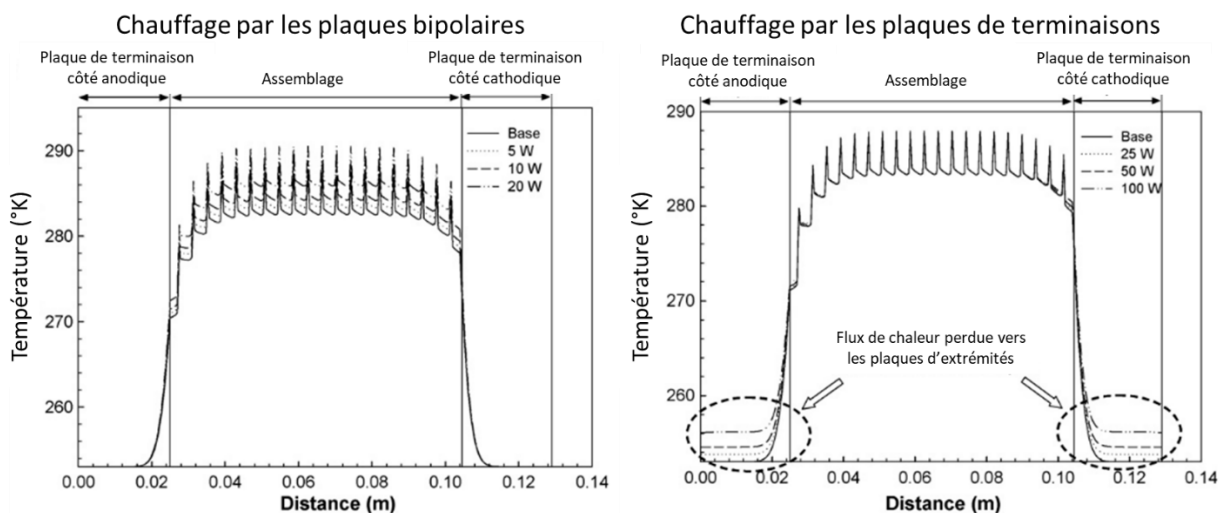 Chauffage par les plaques bipolaires
Plaque de terminaison
côté anodique
Assemblage
Plaque de terminaison
côté cathodique
Base
5 W
10 W
20 W
290
280
270
260
Température (°K)
0.00
0.02
0.04
0.06
0.08
0.10
0.12
0.14
Distance (m)
Chauffage par les plaques de terminaisons
Plaque de terminaison
côté anodique
Assemblage
Plaque de terminaison
côté cathodique
Base
25 W
50 W
100 W
290
280
270
260
Température (°K)
Flux de chaleur perdue vers
les plaques d'extrémités
0.00
0.02
0.04
0.06
0.08
0.10
0.12
0.14
Distance (m)